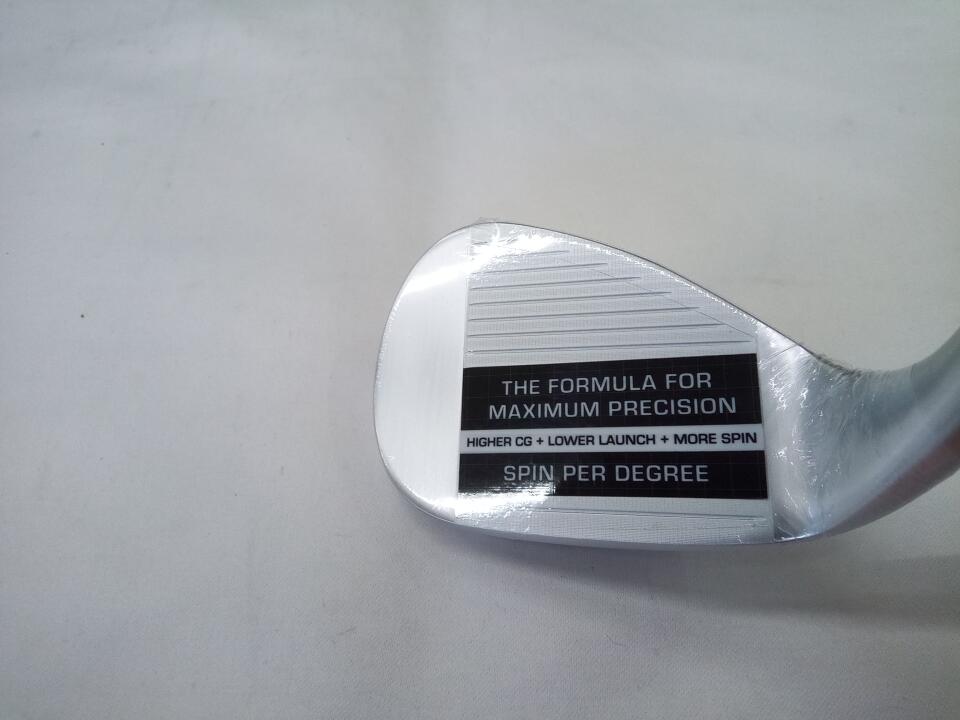 THE FORMULA FOR
MAXIMUM PRECISION
HIGHER CG + LOWER LAUNCH + MORE SPIN
SPIN PER DEGREE